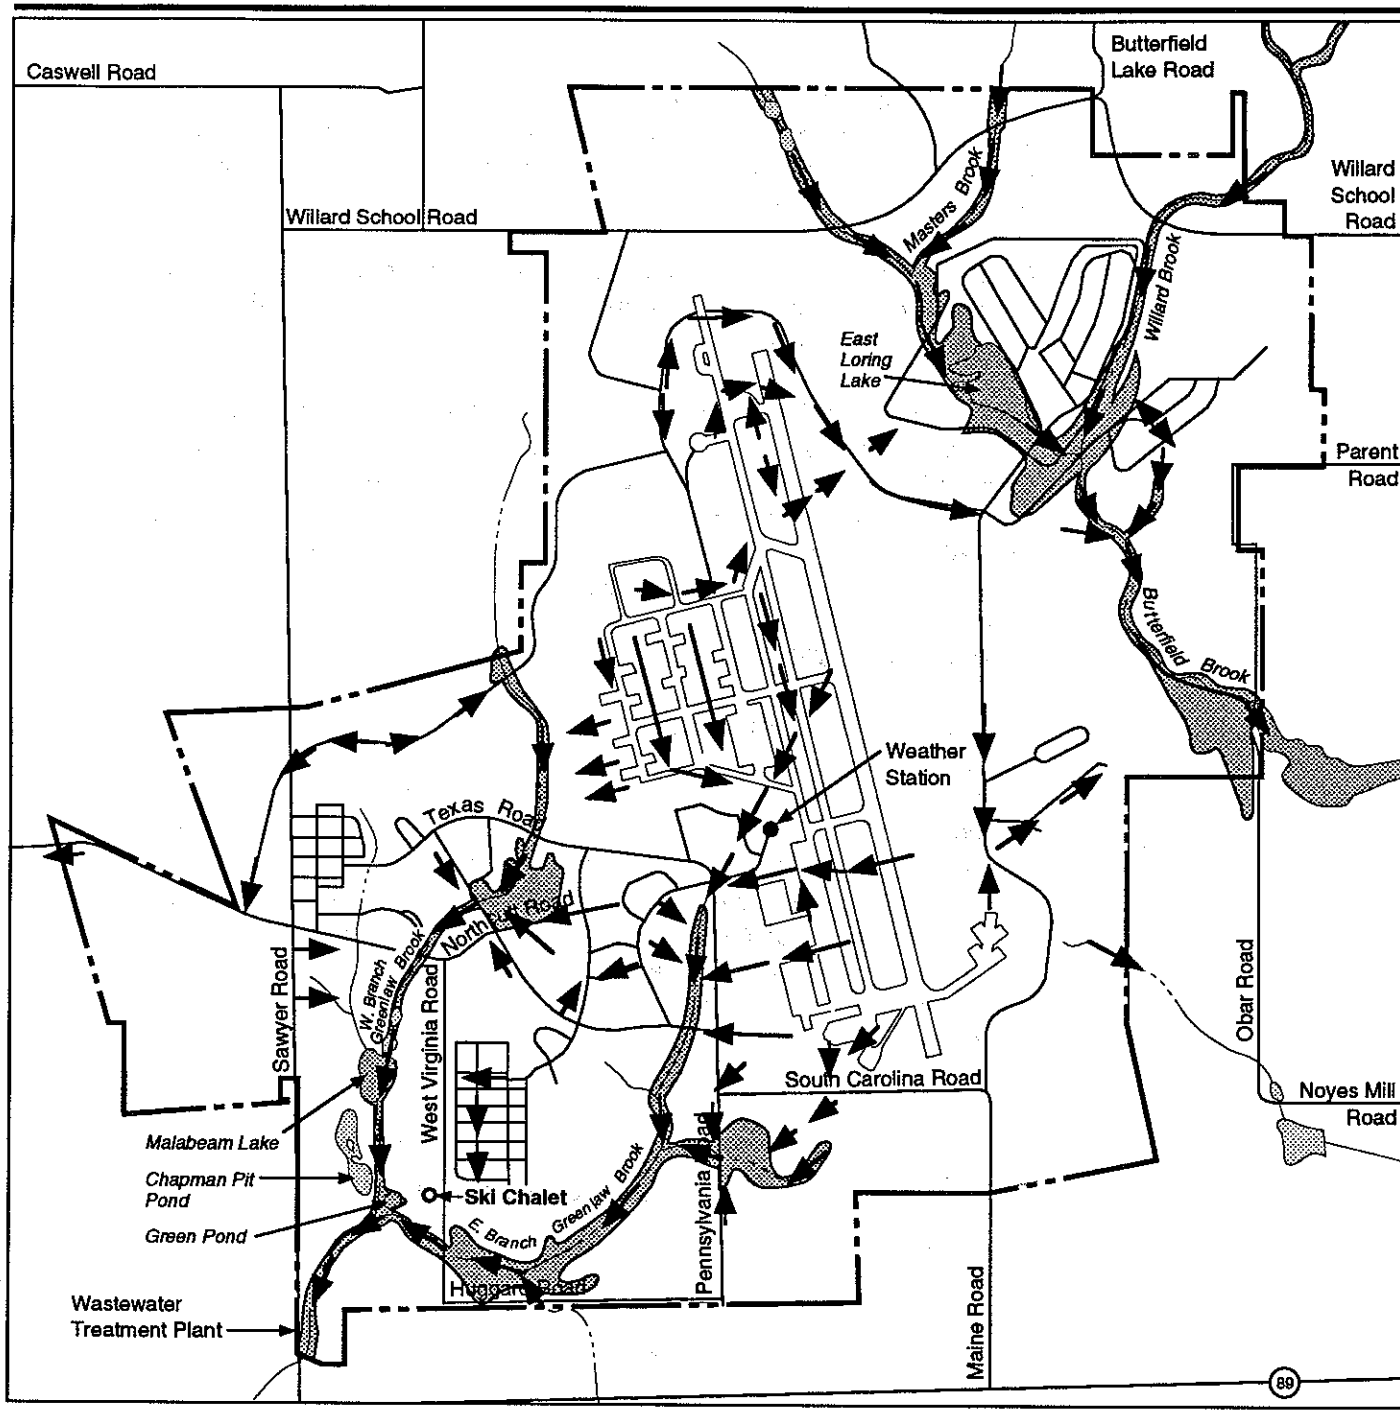 Butterfield
Lake Road
Caswell Road
Willard
School
Road
Willard School Road
Masters Brook
Willard Brook
East
Loring
Lake
Parent
Road
Butterfield Brook
Weather
Station
Texas Road
Northcutt Road
W. Branch
Greenlaw Brook
Sawyer Road
West Virginia Road
Obar Road
South Carolina Road
Noyes Mill
Road
Malabeam Lake
Chapman Pit
Pond
Green Pond
Ski Chalet
E. Branch Greenlaw Brook
Pennsylvania Road
Huggard Road
Wastewater
Treatment Plant
Maine Road
89